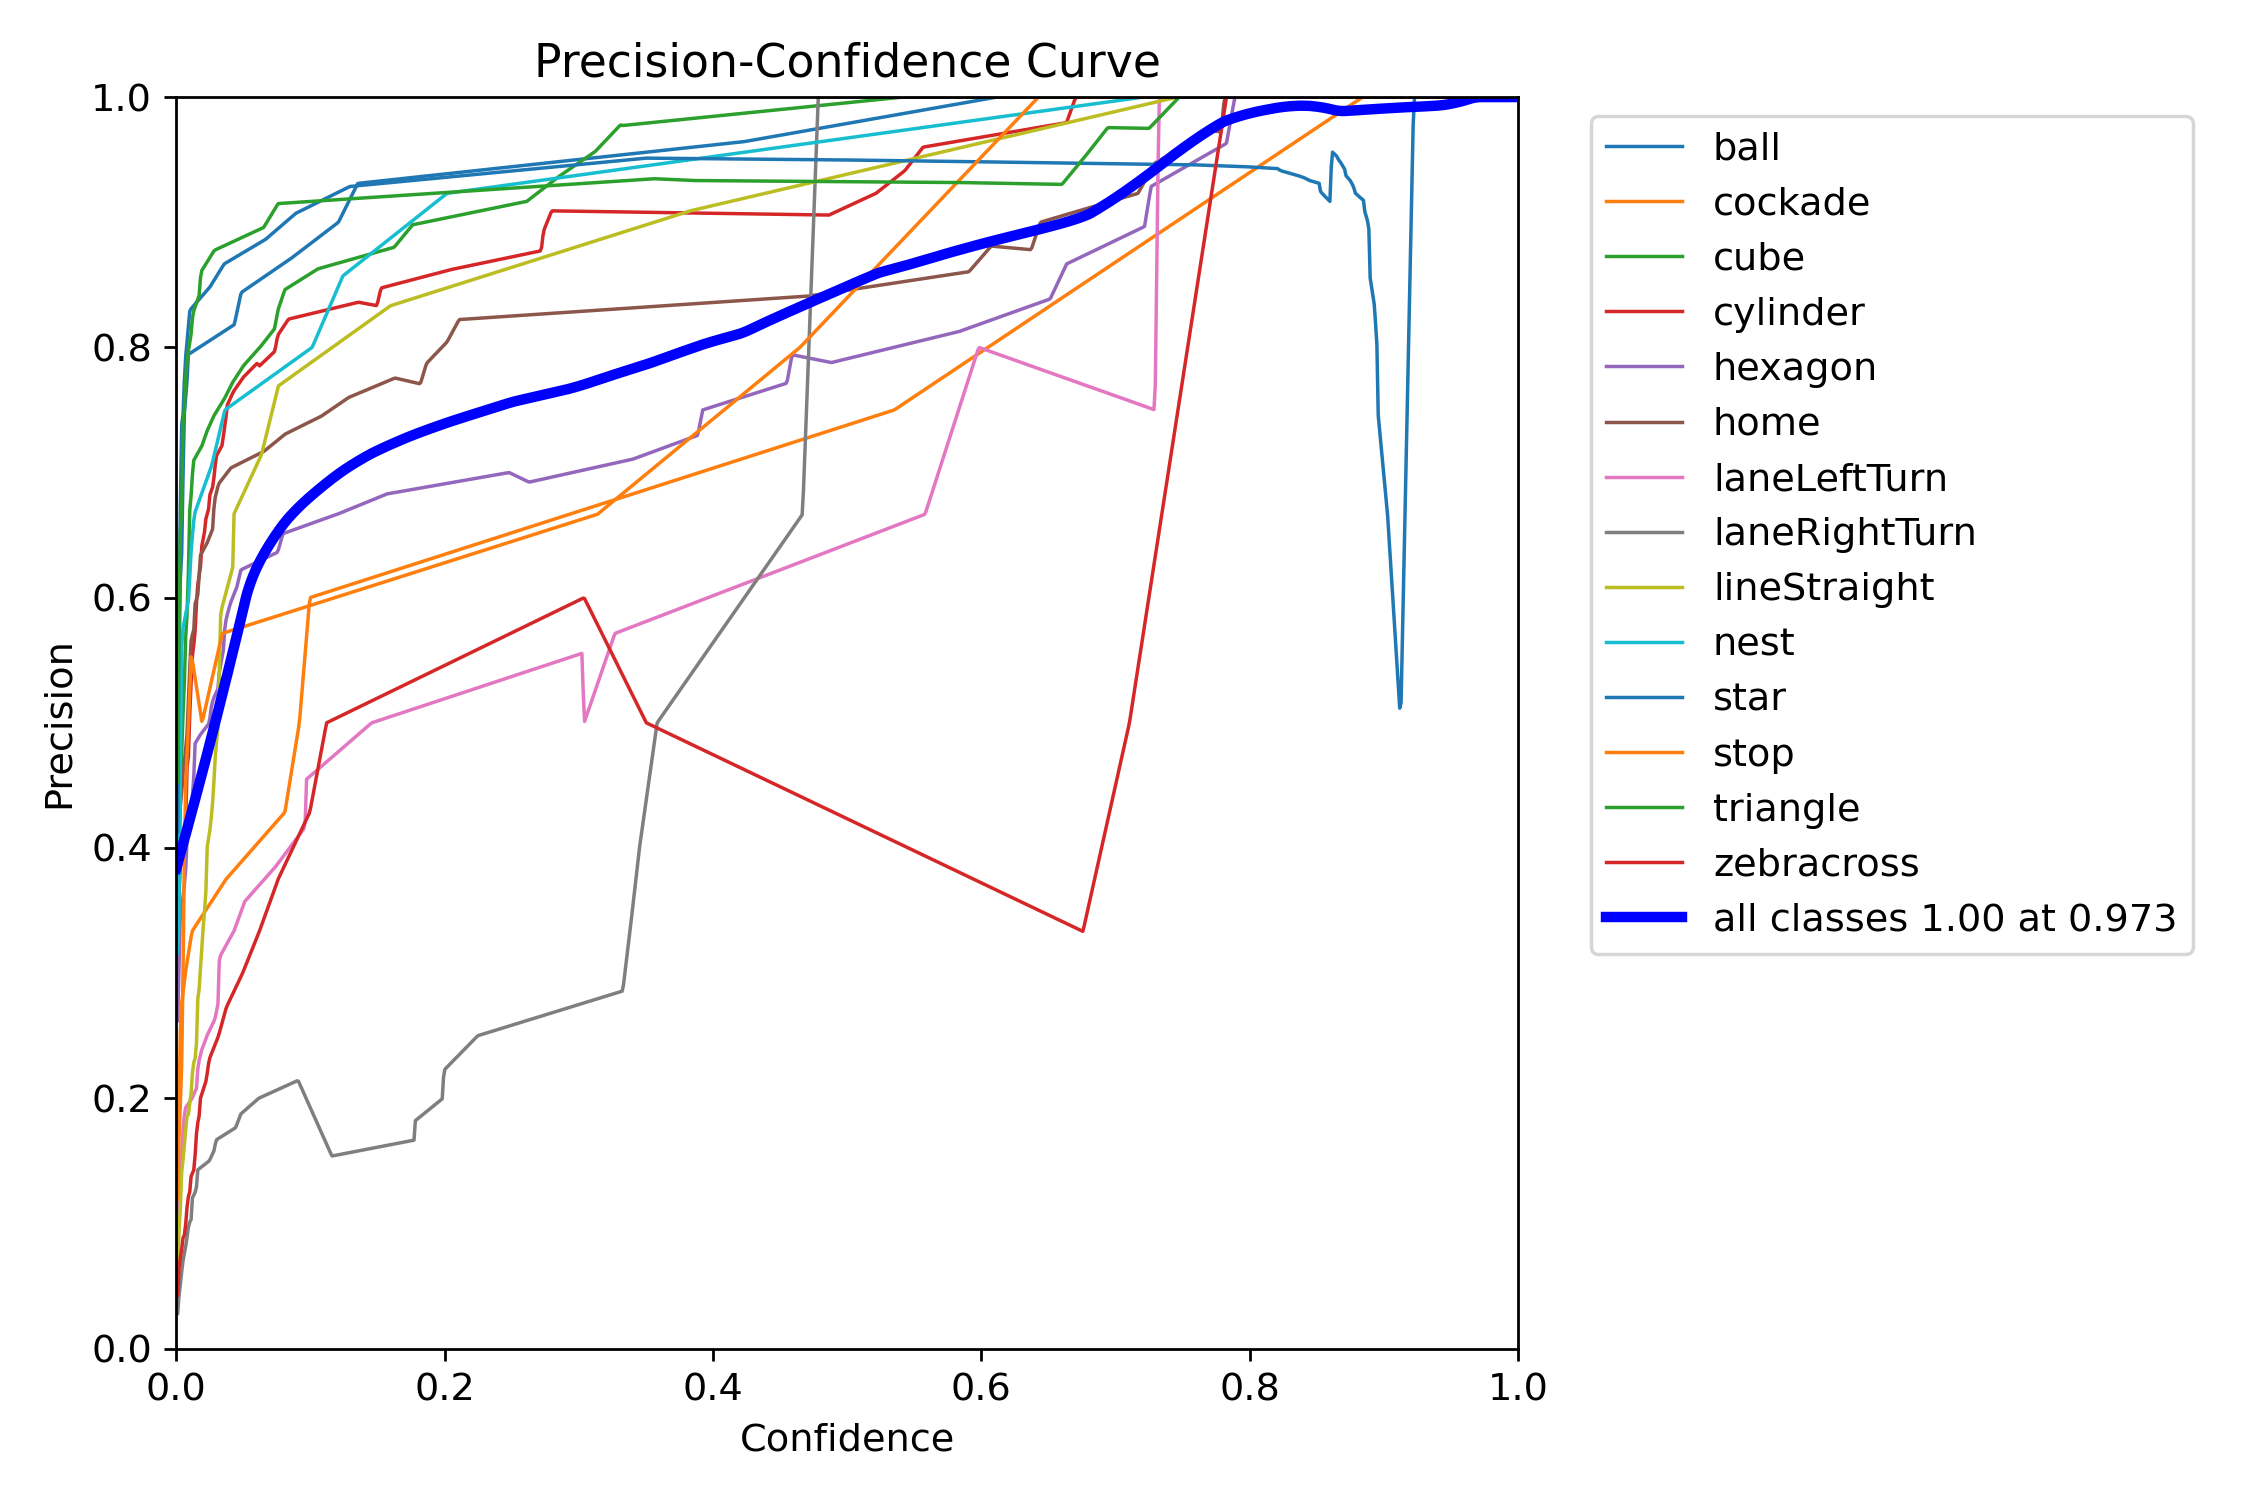 Precision-Confidence Curve
1.0
0.8
0.6
0.4
0.2
0.0
Precision
0.0 0.2 0.4 0.6 0.8 1.0
Confidence
ball
cockade
cube
cylinder
hexagon
home
laneLeftTurn
laneRightTurn
lineStraight
nest
star
stop
triangle
zebracross
all classes 1.00 at 0.973